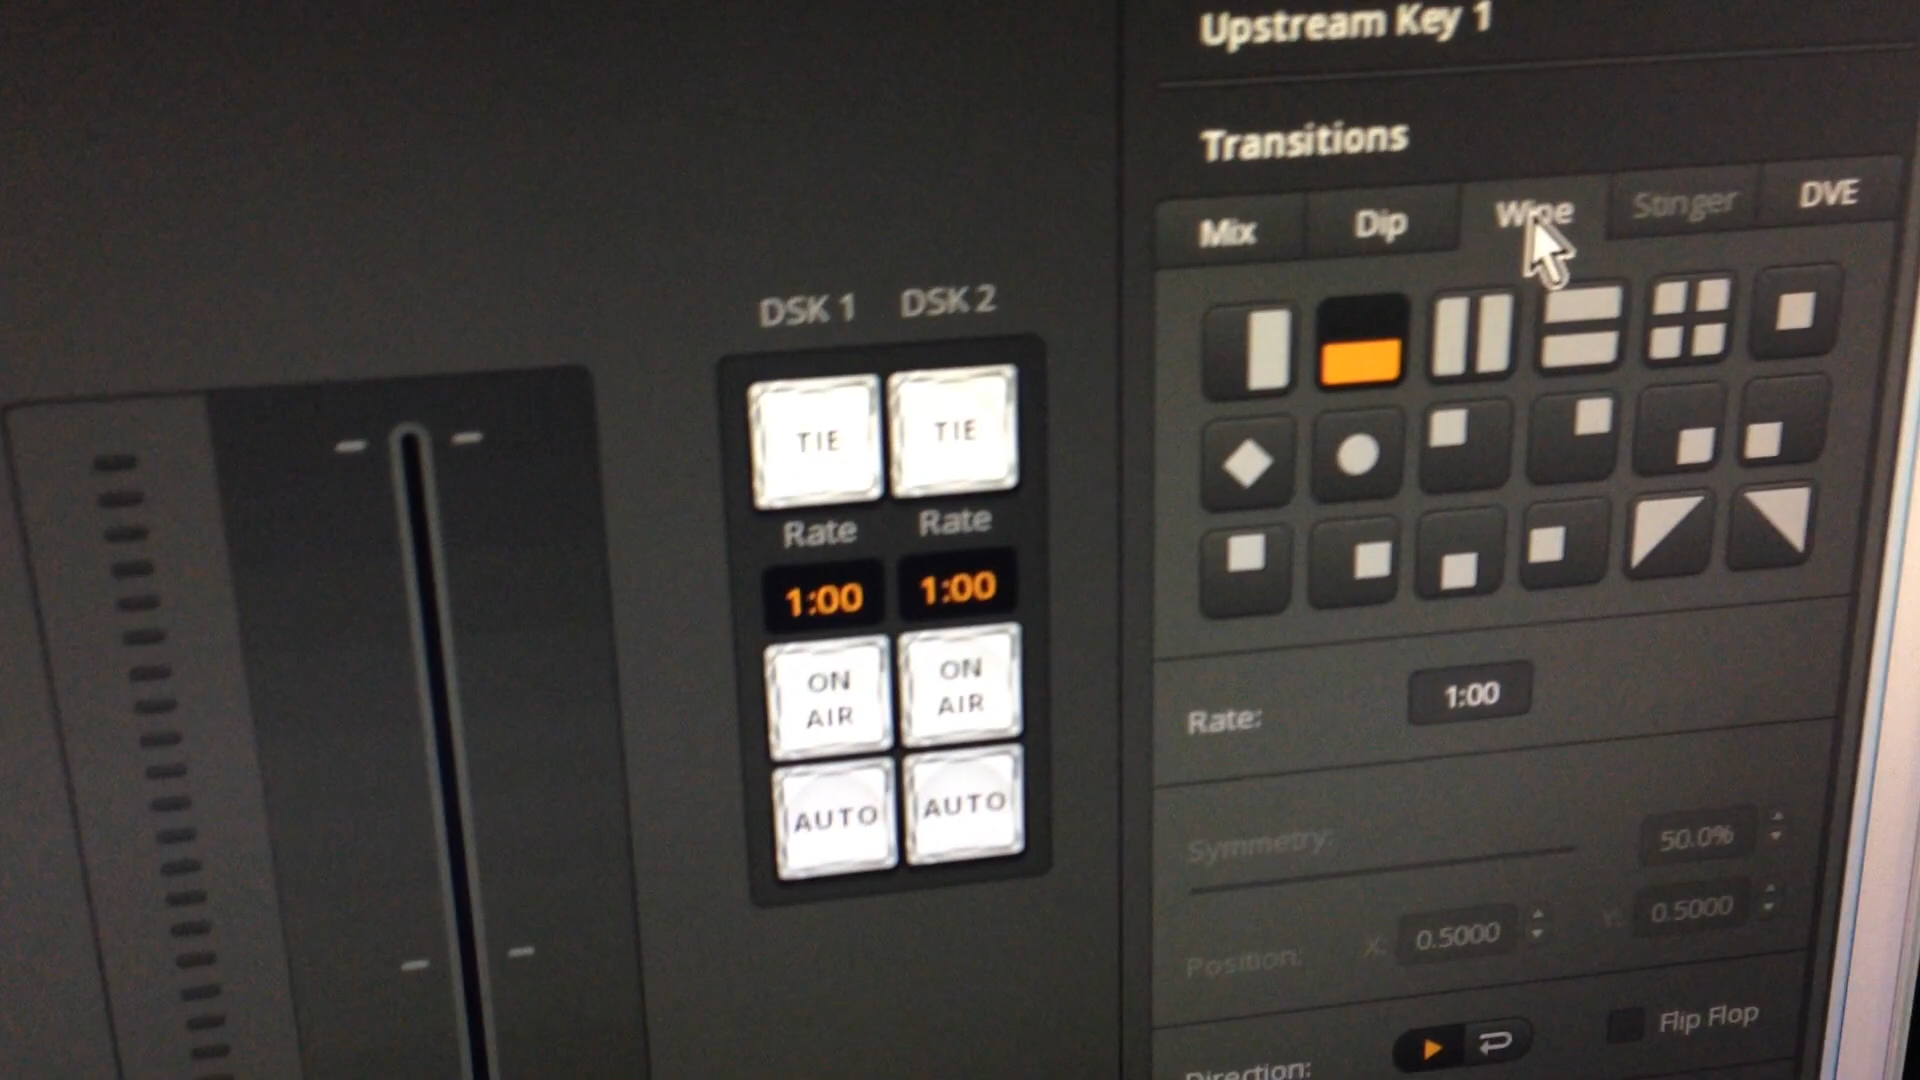 Upstream Key 1
Transitions
Mix Dip Wipe Stinger DVE
DSK 1 DSK 2
TIE TIE
Rate Rate
1:00 1:00
ON AIR ON AIR
AUTO AUTO
Rate: 1:00
Symmetry: 50.0%
Position: X: 0.5000 Y: 0.5000
Direction: Flip Flop